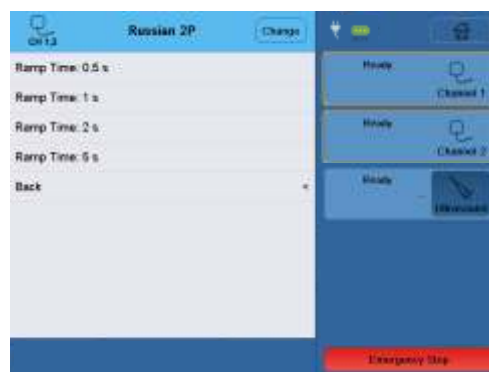 CH 1,2
Russian 2P
Change
Ramp Time: 0.5 s
Ramp Time: 1 s
Ramp Time: 2 s
Ramp Time: 5 s
Back
Ready
Channel 1
Ready
Channel 2
Ready
Ultrasound
Emergency Stop